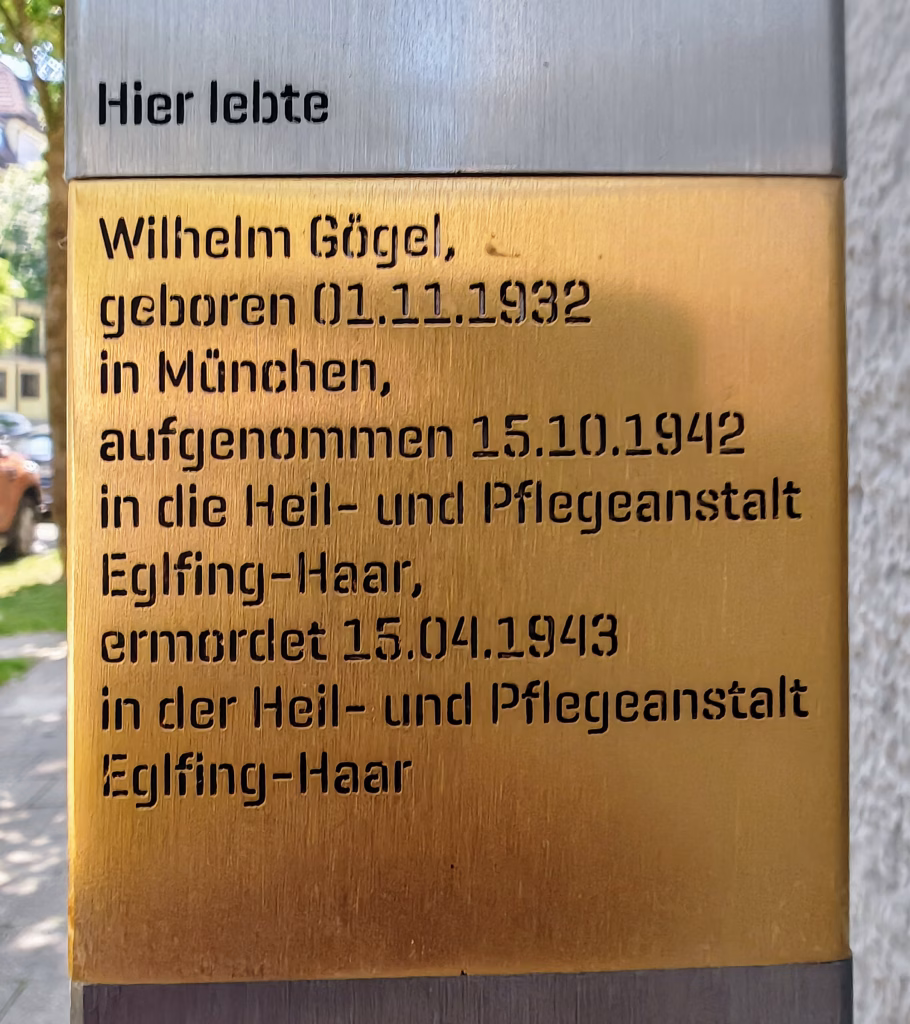 Hier lebte
Wilhelm Gögel,
geboren 01.11.1932
in München,
aufgenommen 15.10.1942
in die Heil- und Pflegeanstalt
Eglfing-Haar,
ermordet 15.04.1943
in der Heil- und Pflegeanstalt
Eglfing-Haar